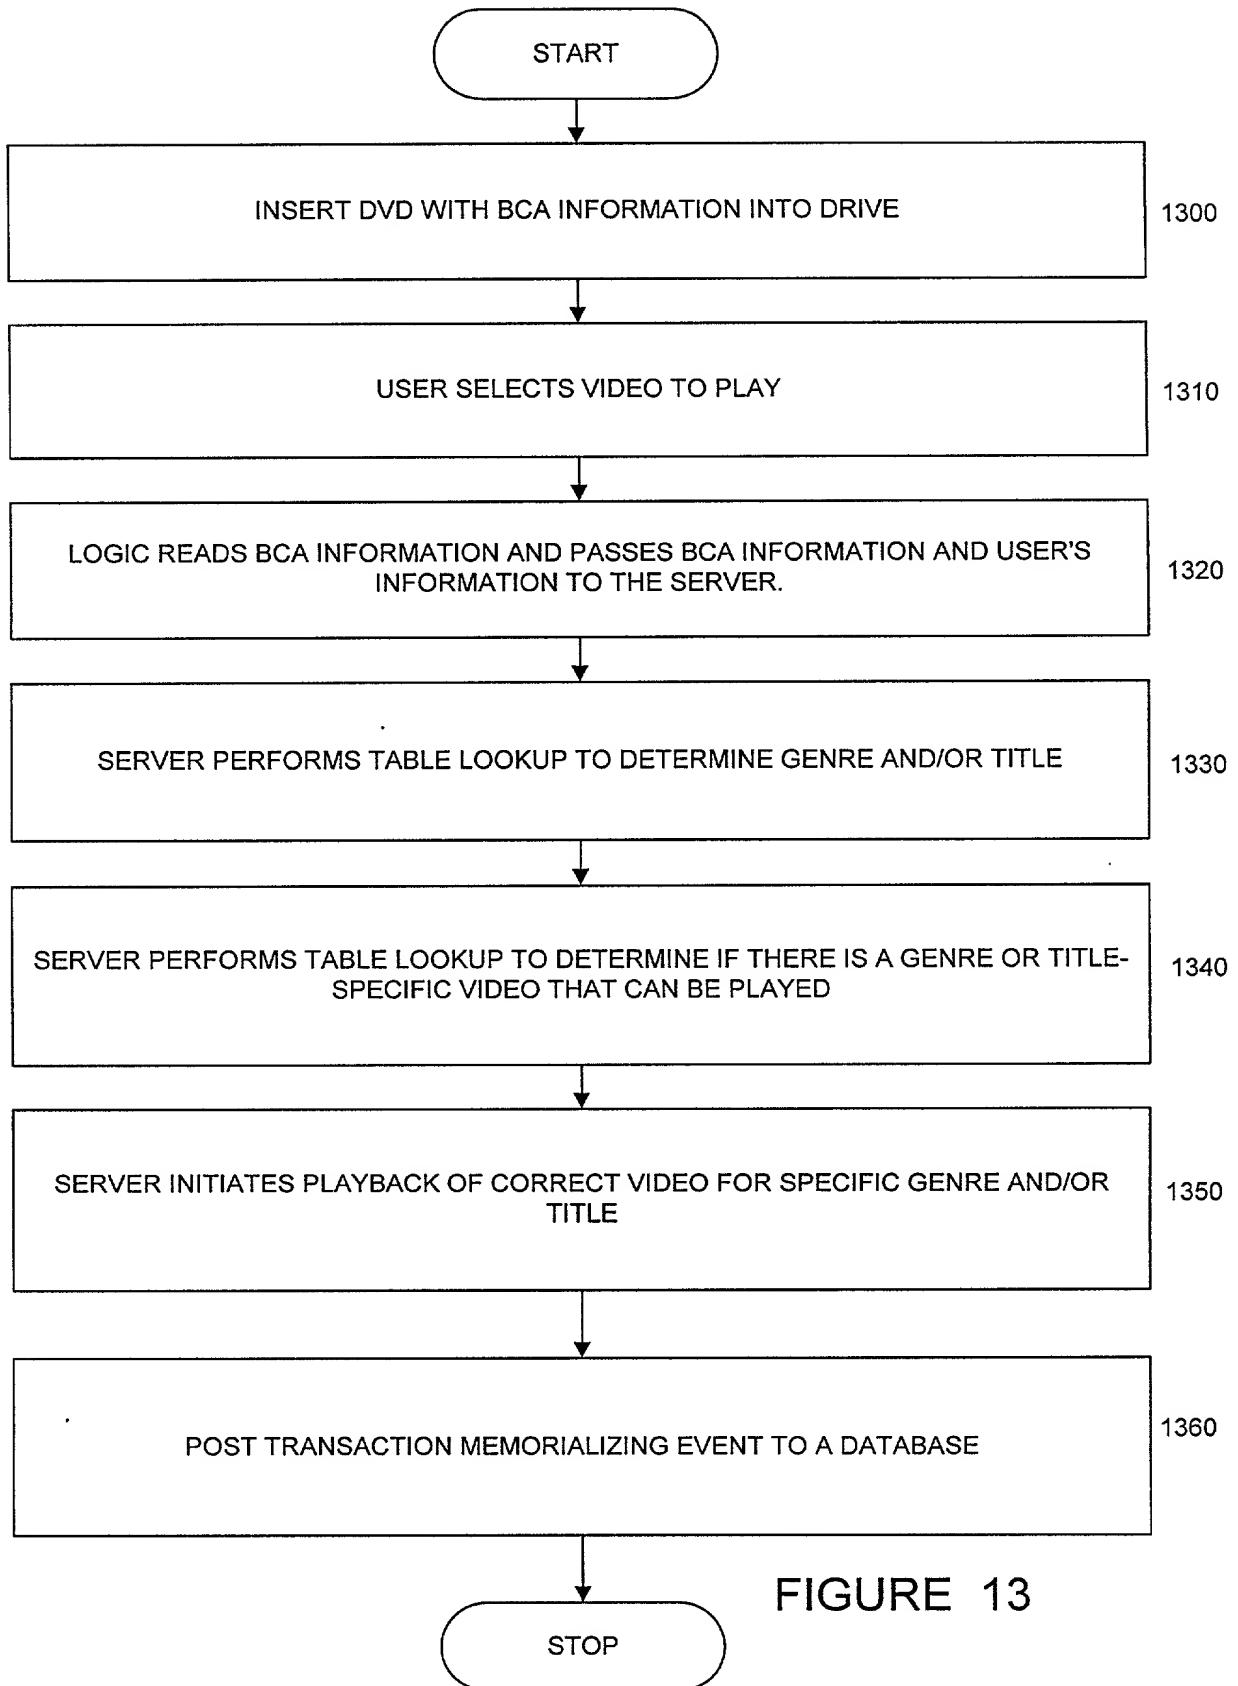 START
INSERT DVD WITH BCA INFORMATION INTO DRIVE
1300
USER SELECTS VIDEO TO PLAY
1310
LOGIC READS BCA INFORMATION AND PASSES BCA INFORMATION AND USER'S
INFORMATION TO THE SERVER.
1320
SERVER PERFORMS TABLE LOOKUP TO DETERMINE GENRE AND/OR TITLE
1330
SERVER PERFORMS TABLE LOOKUP TO DETERMINE IF THERE IS A GENRE OR TITLE-
SPECIFIC VIDEO THAT CAN BE PLAYED
1340
SERVER INITIATES PLAYBACK OF CORRECT VIDEO FOR SPECIFIC GENRE AND/OR
TITLE
1350
POST TRANSACTION MEMORIALIZING EVENT TO A DATABASE
1360
FIGURE 13
STOP